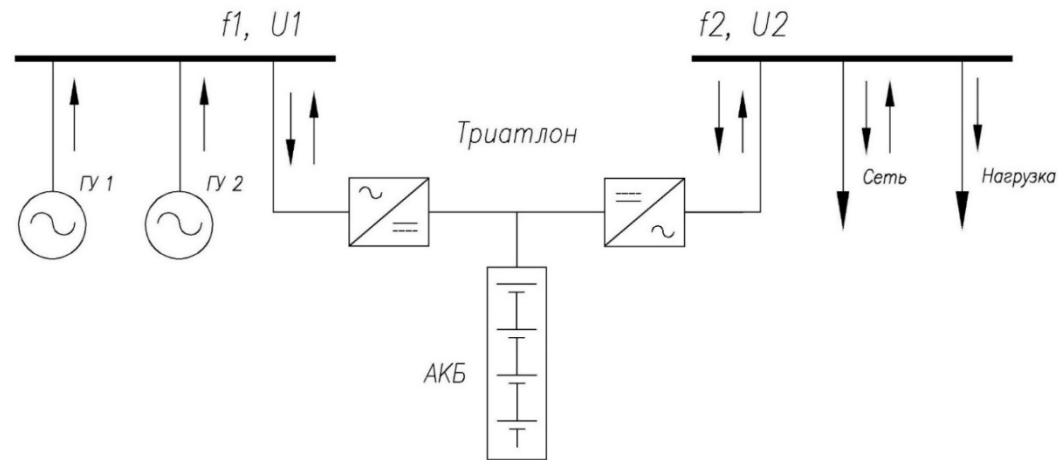 f1, U1
f2, U2
Триатлон
ГУ 1
ГУ 2
Сеть
Нагрузка
АКБ